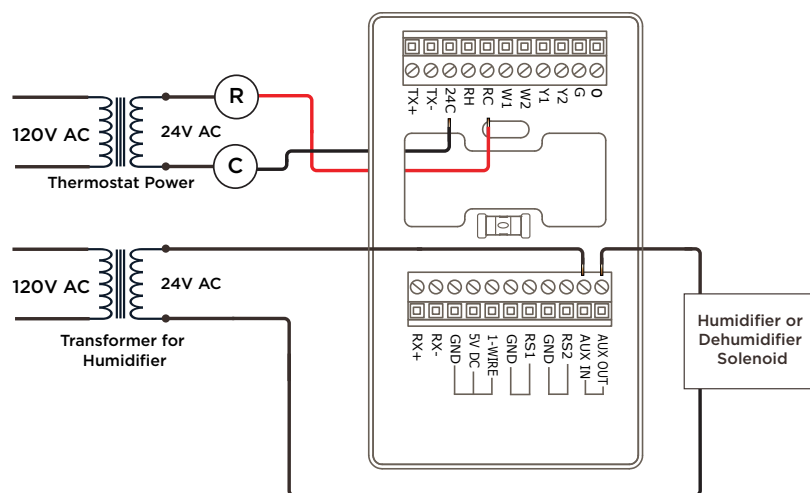 R
120V AC
24V AC
C
Thermostat Power
TX+
TX-
24C
RH
RC
W1
W2
Y1
Y2
G
O
120V AC
24V AC
Transformer for
Humidifier
RX+
RX-
GND
5V DC
1-WIRE
GND
RS1
GND
RS2
AUX IN
AUX OUT
Humidifier or
Dehumidifier
Solenoid